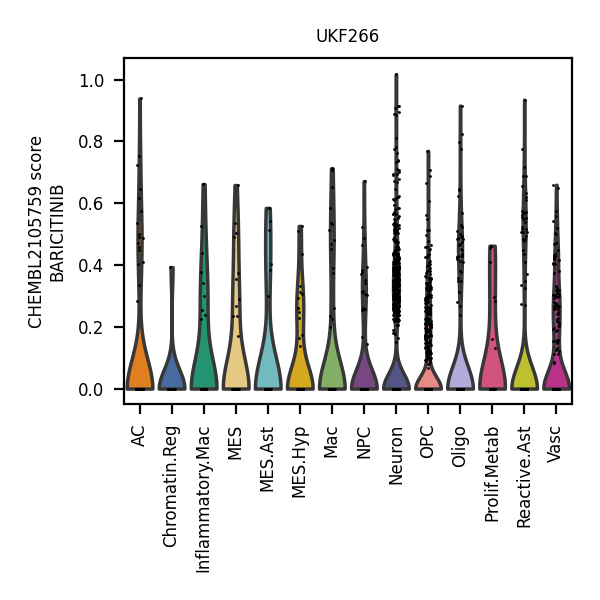 UKF266
CHEMBL2105759 score
BARICITINIB
1.0
0.8
0.6
0.4
0.2
0.0
AC
Chromatin.Reg
Inflammatory.Mac
MES
MES.Ast
MES.Hyp
Mac
NPC
Neuron
OPC
Oligo
Prolif.Metab
Reactive.Ast
Vasc